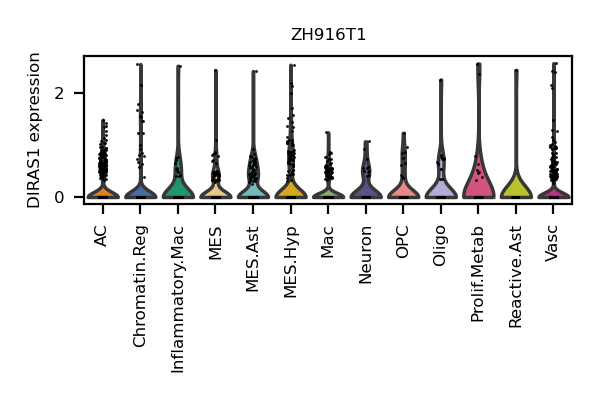 ZH916T1
DIRAS1 expression
2
0
AC
Chromatin.Reg
Inflammatory.Mac
MES
MES.Ast
MES.Hyp
Mac
Neuron
OPC
Oligo
Prolif.Metab
Reactive.Ast
Vasc